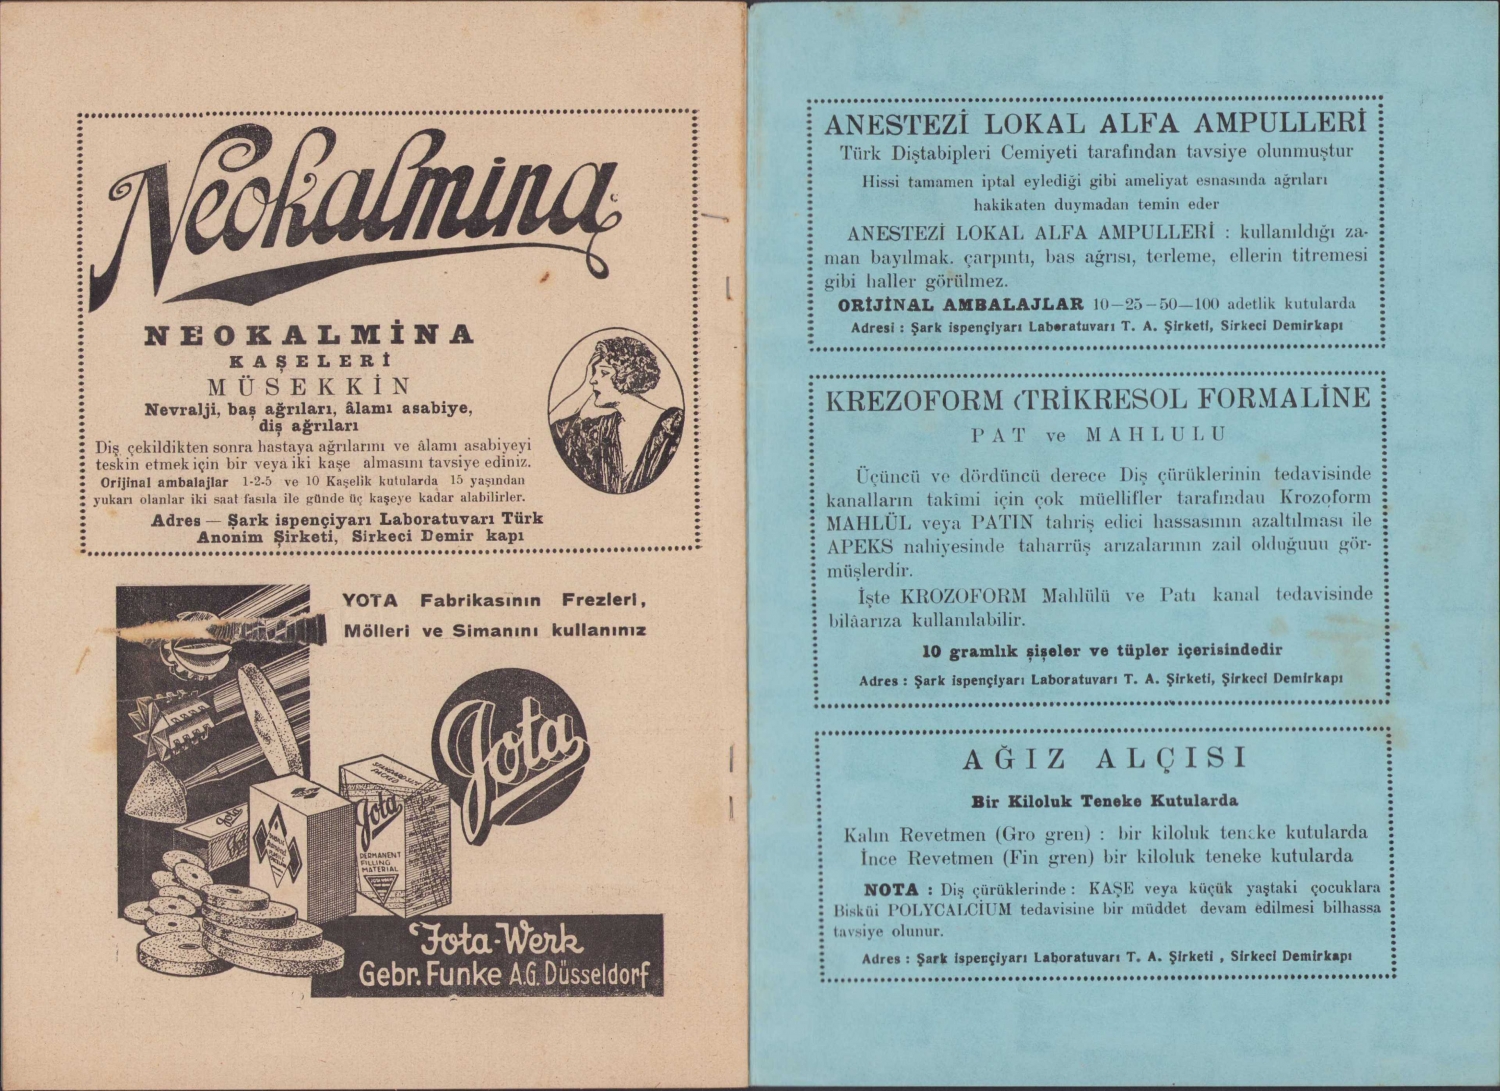 Neokalmina
NEOKALMİNA
KAŞELERİ
MÜSEKKİN
Nevralji, baş ağrıları, âlamı asabiye,
diş ağrıları
Diş çekildikten sonra hastaya ağrılarını ve âlamı asabiyeyi
teskin etmek için bir veya iki kaşe almasını tavsiye ediniz.
Orijinal ambalajlar 1-2-5 ve 10 Kaşelik kutularda 15 yaşından
yukarı olanlar iki saat fasıla ile günde üç kaşeye kadar alabilirler.
Adres — Şark ispençiyarı Laboratuvarı Türk
Anonim Şirketi, Sirkeci Demir kapı
YOTA Fabrikasının Frezleri,
Mölleri ve Simanını kullanınız
Jota
Jota
Jota
PERMANENT
FILLING
MATERIAL
Jota-Werk
Gebr. Funke A.G. Düsseldorf
ANESTEZİ LOKAL ALFA AMPULLERİ
Türk Diştabipleri Cemiyeti tarafından tavsiye olunmuştur
Hissi tamamen iptal eylediği gibi ameliyat esnasında ağrıları
hakikaten duymadan temin eder
ANESTEZİ LOKAL ALFA AMPULLERİ : kullanıldığı za-
man bayılmak. çarpıntı, bas ağrısı, terleme, ellerin titremesi
gibi haller görülmez.
ORİJİNAL AMBALAJLAR 10—25—50—100 adetlik kutularda
Adresi : Şark ispençiyarı Laboratuvarı T. A. Şirketi, Sirkeci Demirkapı
KREZOFORM (TRİKRESOL FORMALİNE
PAT ve MAHLULU
Üçüncü ve dördüncü derece Diş çürüklerinin tedavisinde
kanalların takimi için çok müellifler tarafından Krozoform
MAHLÜL veya PATIN tahriş edici hassasının azaltılması ile
APEKS nahiyesinde taharrüş arızalarının zail olduğunu gör-
müşlerdir.
İşte KROZOFORM Mahlülü ve Patı kanal tedavisinde
bilâarıza kullanılabilir.
10 gramlık şişeler ve tüpler içerisindedir
Adres : Şark ispençiyarı Laboratuvarı T. A. Şirketi, Şirkeci Demirkapı
AĞIZ ALÇISI
Bir Kiloluk Teneke Kutularda
Kalın Revetmen (Gro gren) : bir kiloluk teneke kutularda
İnce Revetmen (Fin gren) bir kiloluk teneke kutularda
NOTA : Diş çürüklerinde : KAŞE veya küçük yaştaki çocuklara
Bisküi POLYCALCİUM tedavisine bir müddet devam edilmesi bilhassa
tavsiye olunur.
Adres : Şark ispençiyarı Laboratuvarı T. A. Şirketi , Sirkeci Demirkapı